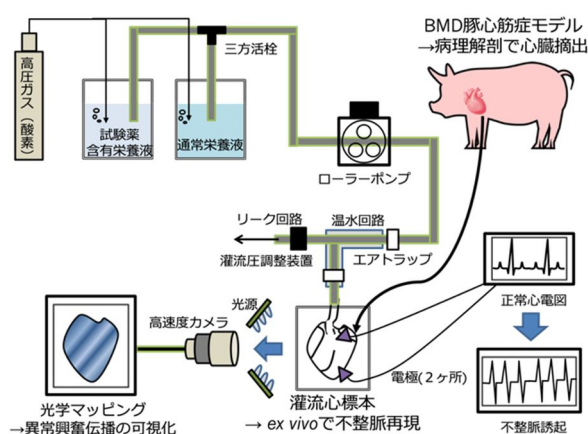 高圧ガス（酸素）
三方活栓
試験薬
含有栄養液
通常栄養液
BMD豚心筋症モデル
→病理解剖で心臓摘出
ローラーポンプ
リーク回路
温水回路
灌流圧調整装置
エアトラップ
光源
高速度カメラ
正常心電図
電極(2ヶ所)
光学マッピング
→異常興奮伝播の可視化
灌流心標本
→ ex vivoで不整脈再現
不整脈誘起